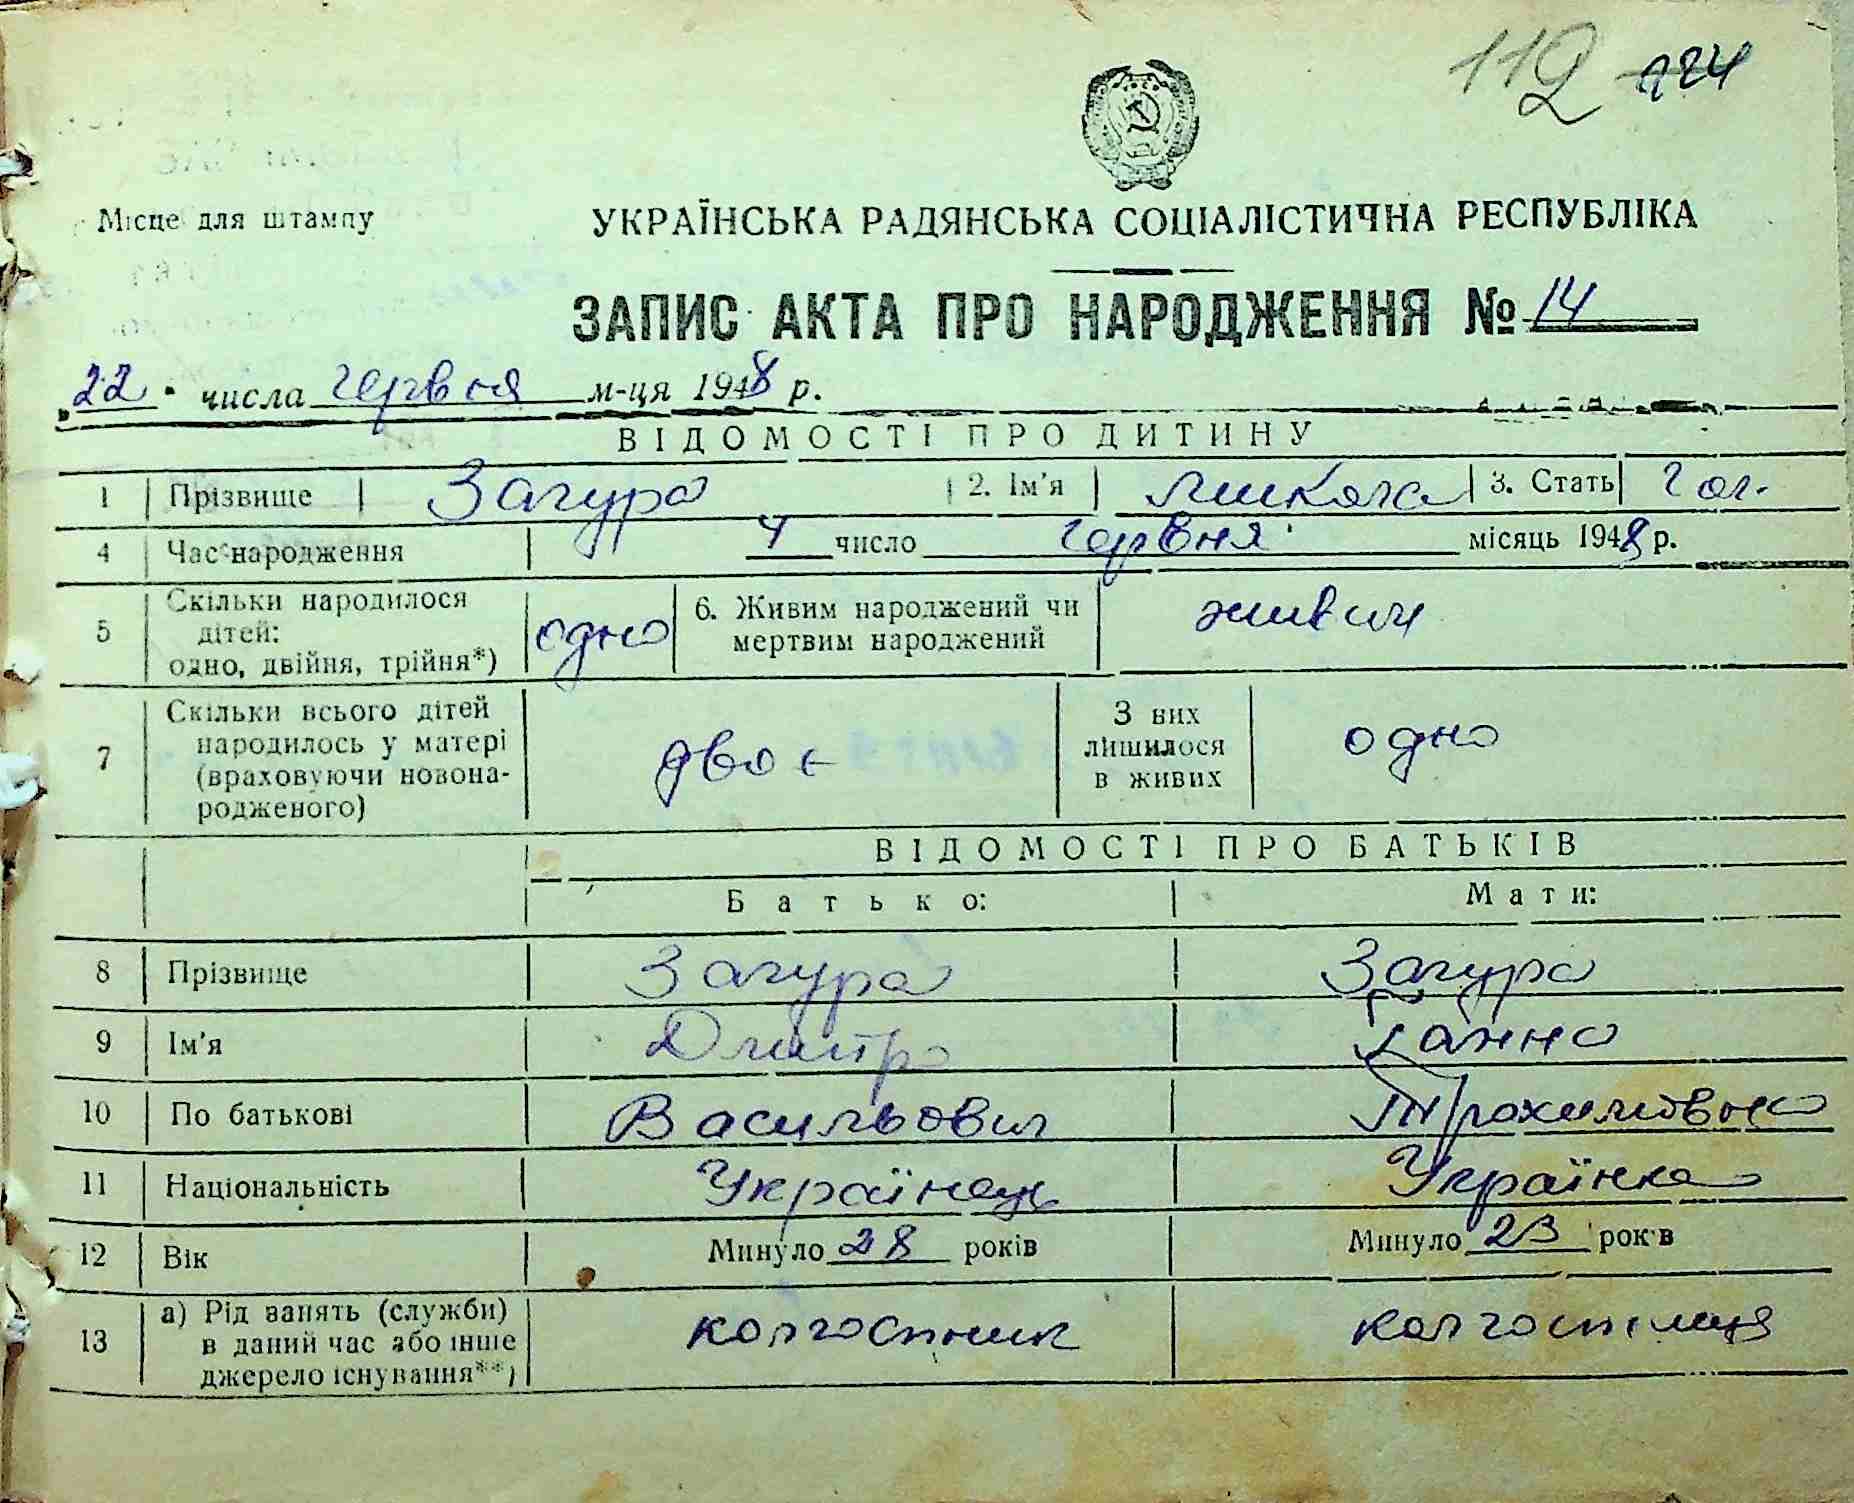 112 224
Місце для штампу
УКРАЇНСЬКА РАДЯНСЬКА СОЦІАЛІСТИЧНА РЕСПУБЛІКА
ЗАПИС АКТА ПРО НАРОДЖЕННЯ № 14
„22" числа червня м-ця 1948 р.
ВІДОМОСТІ ПРО ДИТИНУ
1 Прізвище Загура 2. Ім'я Микола 3. Стать Чол.
4 Час народження 4 число червня місяць 1948 р.
5 Скільки народилося дітей: одно, двійня, трійня*) одно 6. Живим народжений чи мертвим народжений живим
7 Скільки всього дітей народилось у матері (враховуючи новона-родженого) двоє З них лишилося в живих одно
ВІДОМОСТІ ПРО БАТЬКІВ
Батько: Мати:
8 Прізвище Загура Загура
9 Ім'я Дмитро Ганна
10 По батькові Васильович Трохимовна
11 Національність Українець Українка
12 Вік Минуло 28 років Минуло 23 років
13 а) Рід занять (служби) в даний час або інше джерело існування**) колгоспник колгоспниця